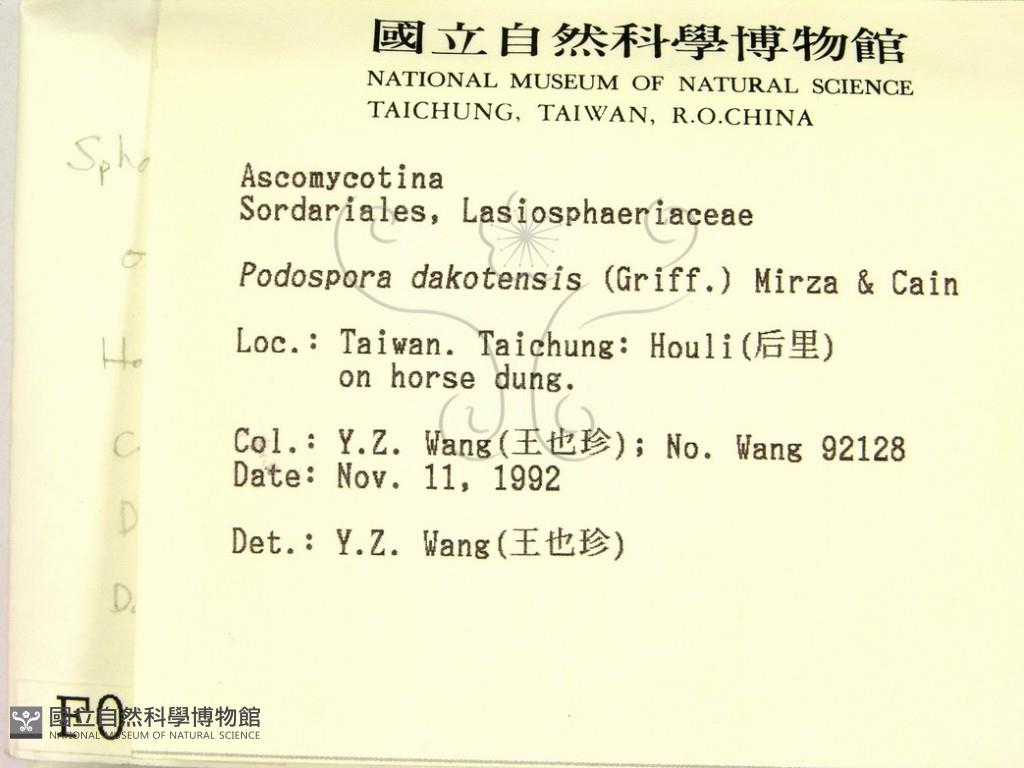 國立自然科學博物館
NATIONAL MUSEUM OF NATURAL SCIENCE
TAICHUNG, TAIWAN, R.O.CHINA
Ascomycotina
Sordariales, Lasiosphaeriaceae
Podospora dakotensis (Griff.) Mirza & Cain
Loc.: Taiwan. Taichung: Houli(后里)
on horse dung.
Col.: Y.Z. Wang(王也珍); No. Wang 92128
Date: Nov. 11, 1992
Det.: Y.Z. Wang(王也珍)
F0
國立自然科學博物館
NATIONAL MUSEUM OF NATURAL SCIENCE